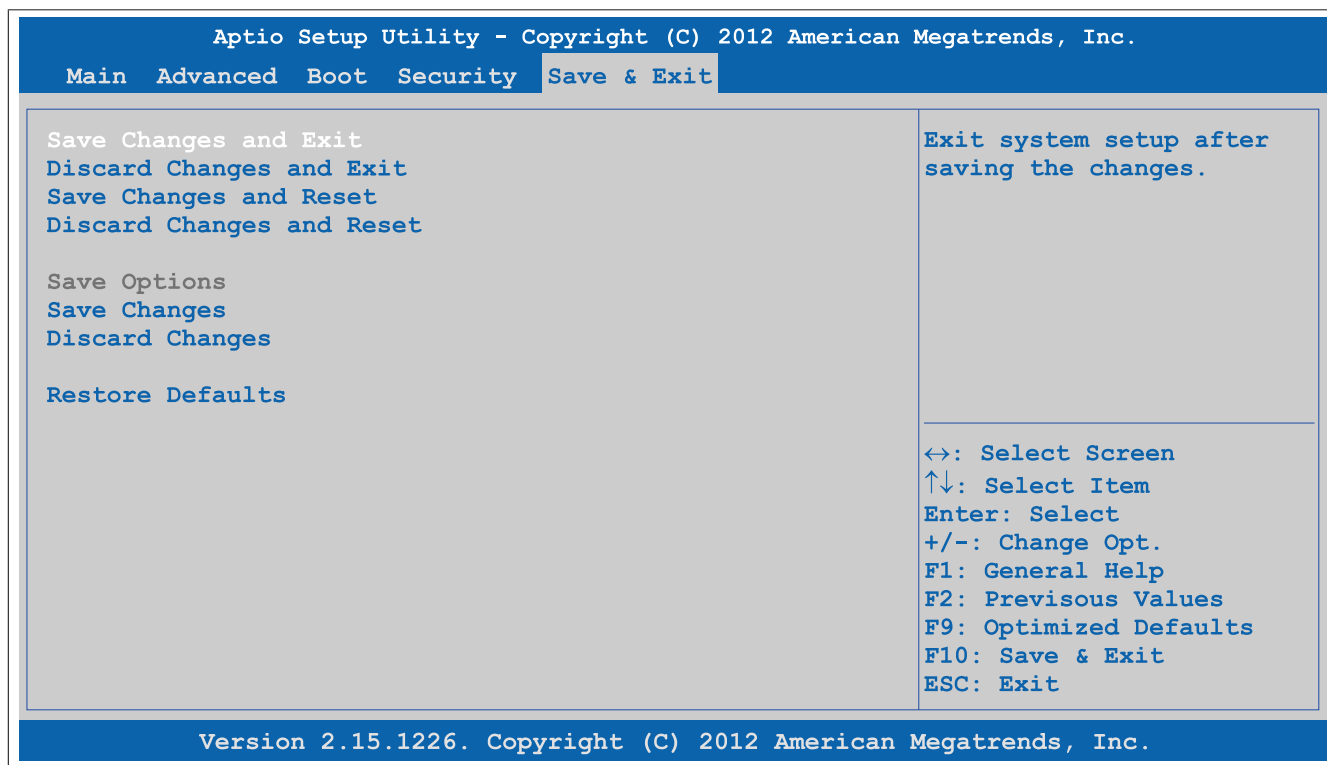 Aptio Setup Utility - Copyright (C) 2012 American Megatrends, Inc.
Main Advanced Boot Security Save & Exit
Save Changes and Exit
Discard Changes and Exit
Save Changes and Reset
Discard Changes and Reset
Save Options
Save Changes
Discard Changes
Restore Defaults
Exit system setup after
saving the changes.
↔: Select Screen
↑↓: Select Item
Enter: Select
+/-: Change Opt.
F1: General Help
F2: Previsous Values
F9: Optimized Defaults
F10: Save & Exit
ESC: Exit
Version 2.15.1226. Copyright (C) 2012 American Megatrends, Inc.